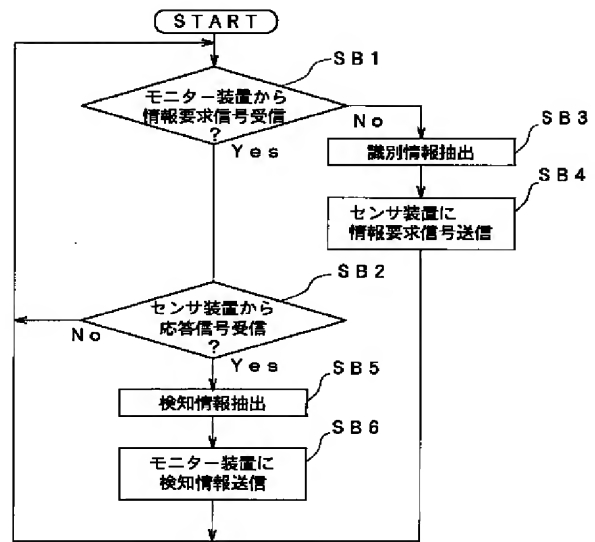 START
SB1
モニター装置から
情報要求信号受信
?
No
Yes
SB3
識別情報抽出
SB4
センサ装置に
情報要求信号送信
SB2
センサ装置から
応答信号受信
?
No
Yes
SB5
検知情報抽出
SB6
モニター装置に
検知情報送信